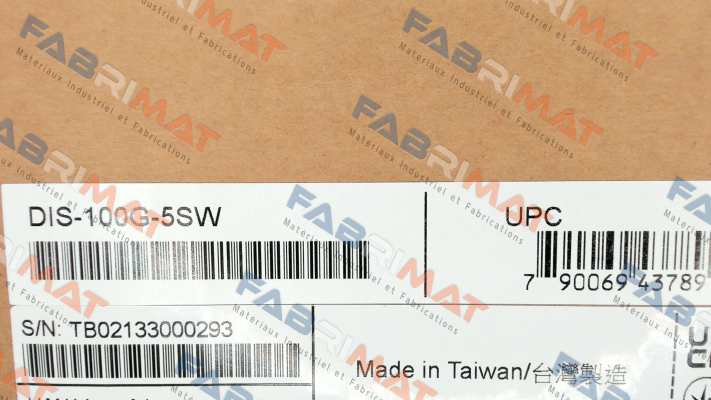 DIS-100G-5SW
UPC
7 90069 43789
S/N: TB02133000293
Made in Taiwan/台灣製造
FABRIMAT
Matériaux Industriel et Fabrications